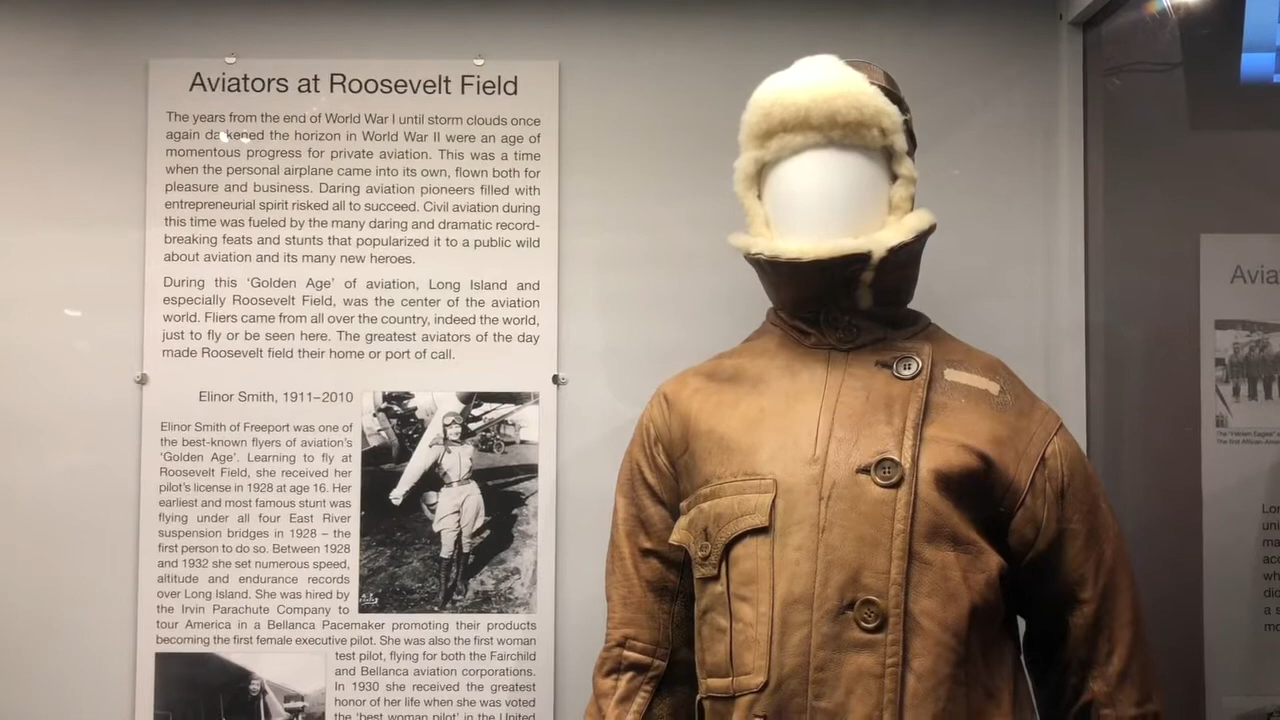 Aviators at Roosevelt Field
The years from the end of World War I until storm clouds once
again darkened the horizon in World War II were an age of
momentous progress for private aviation. This was a time
when the personal airplane came into its own, flown both for
pleasure and business. Daring aviation pioneers filled with
entrepreneurial spirit risked all to succeed. Civil aviation during
this time was fueled by the many daring and dramatic record-
breaking feats and stunts that popularized it to a public wild
about aviation and its many new heroes.
During this ‘Golden Age’ of aviation, Long Island and
especially Roosevelt Field, was the center of the aviation
world. Fliers came from all over the country, indeed the world,
just to fly or be seen here. The greatest aviators of the day
made Roosevelt field their home or port of call.
Elinor Smith, 1911–2010
Elinor Smith of Freeport was one of
the best-known flyers of aviation’s
‘Golden Age’. Learning to fly at
Roosevelt Field, she received her
pilot’s license in 1928 at age 16. Her
earliest and most famous stunt was
flying under all four East River
suspension bridges in 1928 – the
first person to do so. Between 1928
and 1932 she set numerous speed,
altitude and endurance records
over Long Island. She was hired by
the Irvin Parachute Company to
tour America in a Bellanca Pacemaker promoting their products
becoming the first female executive pilot. She was also the first woman
test pilot, flying for both the Fairchild
and Bellanca aviation corporations.
In 1930 she received the greatest
honor of her life when she was voted
the ‘best woman pilot’ in the United
Avia
The first African-Amer
Lon
uni
ma
acc
wh
dic
a s
mo